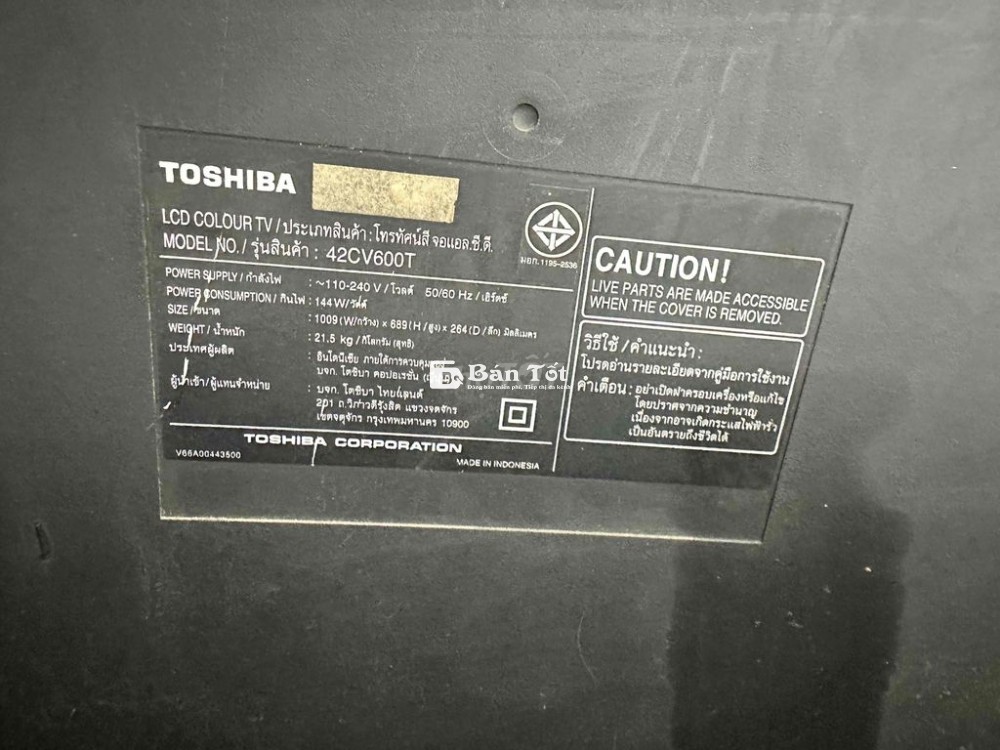 TOSHIBA
LCD COLOUR TV / ประเภทสินค้า : โทรทัศน์สี จอแอล.ซี.ดี.
MODEL NO. / รุ่นสินค้า : 42CV600T
มอก.1195-2536
POWER SUPPLY / กำลังไฟ : ~110-240 V / โวลต์ 50/60 Hz / เฮิร์ตซ์
POWER CONSUMPTION / กินไฟ : 144 W / วัตต์
SIZE / ขนาด : 1009 (W/กว้าง) x 689 (H / สูง) x 264 (D / ลึก) มิลลิเมตร
WEIGHT / น้ำหนัก : 21.5 kg / กิโลกรัม (สุทธิ)
ประเทศผู้ผลิต : อินโดนีเซีย ภายใต้การควบคุม
บจก. โตชิบา คอปอเรชั่น
ผู้นำเข้า / ผู้แทนจำหน่าย : บจก. โตชิบา ไทยแลนด์
201 ถ.วิภาวดีรังสิต แขวงจตุจักร
เขตจตุจักร กรุงเทพมหานคร 10900
TOSHIBA CORPORATION
V66A00443500
MADE IN INDONESIA
CAUTION!
LIVE PARTS ARE MADE ACCESSIBLE
WHEN THE COVER IS REMOVED.
วิธีใช้ / คำแนะนำ :
โปรดอ่านรายละเอียดจากคู่มือการใช้งาน
คำเตือน : อย่าเปิดฝาครอบเครื่องหรือแก้ไข
โดยปราศจากความชำนาญ
เนื่องจากอาจเกิดกระแสไฟฟ้ารั่ว
เป็นอันตรายถึงชีวิตได้
Bán Tốt
Đăng bán miễn phí, Tiếp thị đa kênh